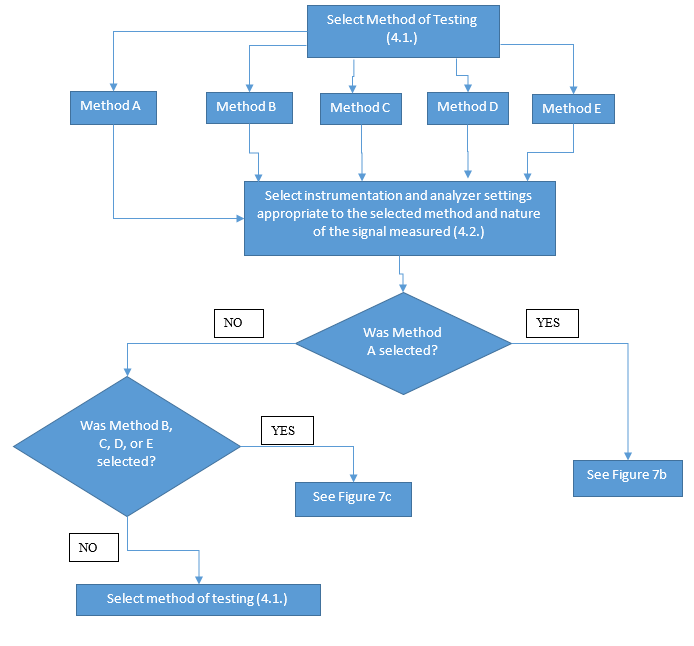 Select Method of Testing
(4.1.)
Method A
Method B
Method C
Method D
Method E
Select instrumentation and analyzer settings
appropriate to the selected method and nature
of the signal measured (4.2.)
NO
YES
Was Method
A selected?
Was Method B,
C, D, or E
selected?
YES
See Figure 7b
See Figure 7c
NO
Select method of testing (4.1.)